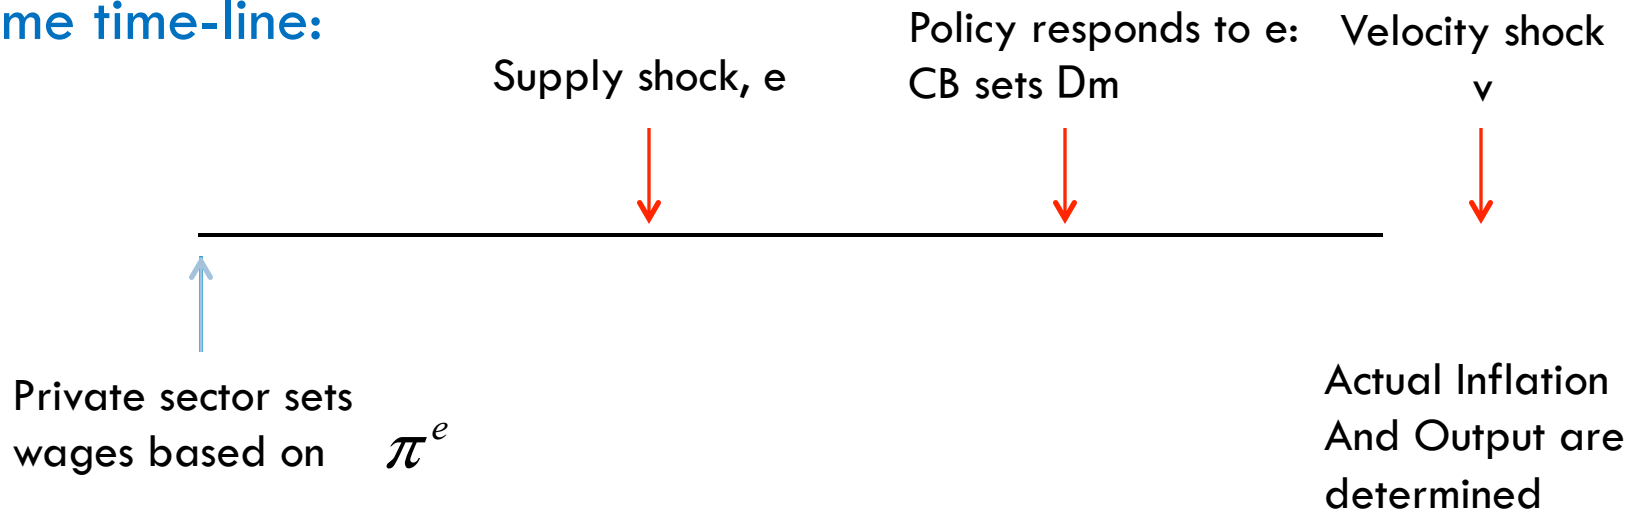 me time-line:
Supply shock, e
Policy responds to e:
CB sets Dm
Velocity shock
v
Private sector sets
wages based on πᵉ
Actual Inflation
And Output are
determined